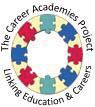 The Career Academies Project
Linking Education & Careers